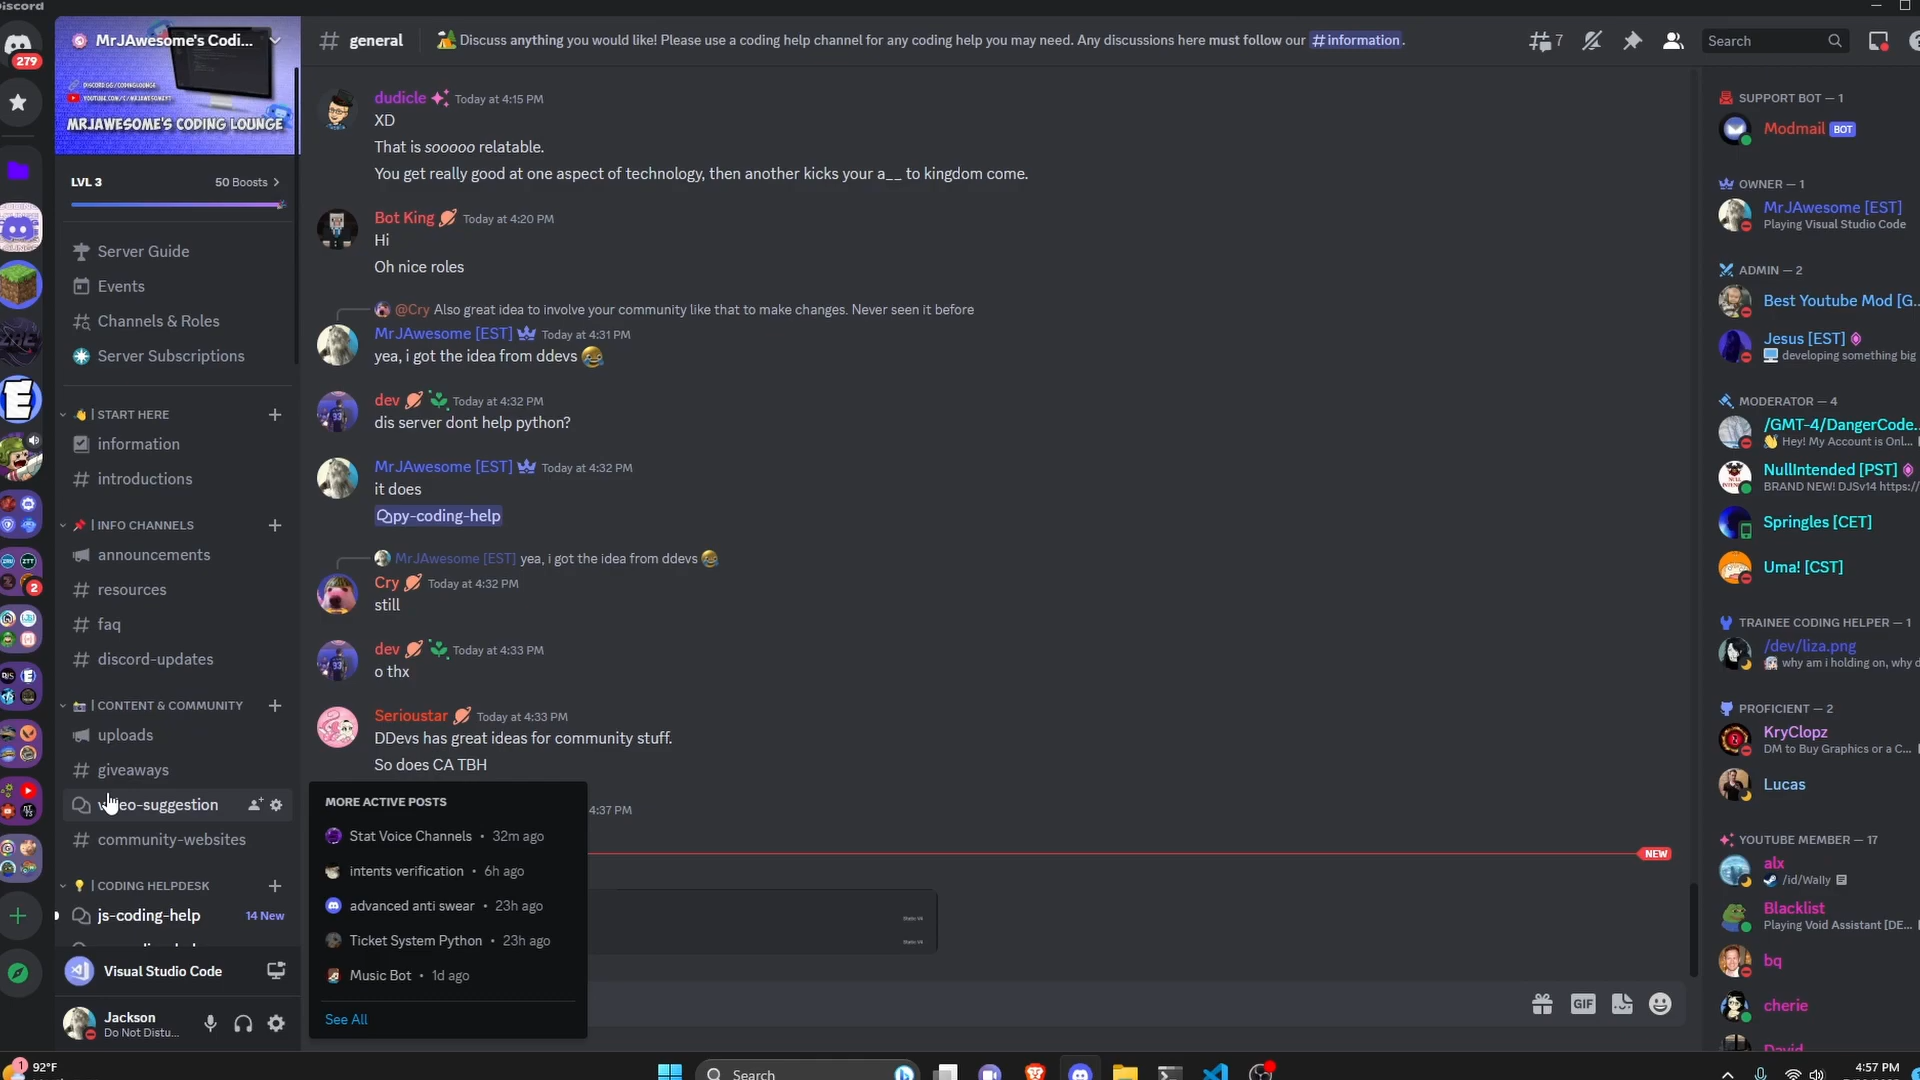 Discord
279
MrJAwesome's Codi...
DISCORD.GG/CODINGLOUNGE
YOUTUBE.COM/C/MRJAWESOMEYT
MRJAWESOME'S CODING LOUNGE
LVL 3
50 Boosts
Server Guide
Events
Channels & Roles
Server Subscriptions
| START HERE
information
introductions
| INFO CHANNELS
announcements
resources
faq
discord-updates
2
| CONTENT & COMMUNITY
uploads
giveaways
community-websites
| CODING HELPDESK
js-coding-help
14 New
Visual Studio Code
Jackson
Do Not Distu...
general
Discuss anything you would like! Please use a coding help channel for any coding help you may need. Any discussions here must follow our #information.
7
Search
dudicle Today at 4:15 PM
XD
That is sooooo relatable.
You get really good at one aspect of technology, then another kicks your a__ to kingdom come.
Bot King Today at 4:20 PM
Hi
Oh nice roles
@Cry Also great idea to involve your community like that to make changes. Never seen it before
MrJAwesome [EST] Today at 4:31 PM
yea, i got the idea from ddevs
dev Today at 4:32 PM
dis server dont help python?
MrJAwesome [EST] Today at 4:32 PM
it does
py-coding-help
MrJAwesome [EST] yea, i got the idea from ddevs
Cry Today at 4:32 PM
still
dev Today at 4:33 PM
o thx
Serioustar Today at 4:33 PM
DDevs has great ideas for community stuff.
So does CA TBH
4:37 PM
NEW
MORE ACTIVE POSTS
Stat Voice Channels • 32m ago
intents verification • 6h ago
advanced anti swear • 23h ago
Ticket System Python • 23h ago
Music Bot • 1d ago
See All
GIF
SUPPORT BOT — 1
Modmail BOT
OWNER — 1
MrJAwesome [EST]
Playing Visual Studio Code
ADMIN — 2
Best Youtube Mod [G...
Jesus [EST]
developing something big
MODERATOR — 4
/GMT-4/DangerCode...
Hey! My Account is Onl...
NullIntended [PST]
BRAND NEW! DJSv14 https://
Springles [CET]
Uma! [CST]
TRAINEE CODING HELPER — 1
/dev/liza.png
why am i holding on, why d
PROFICIENT — 2
KryClopz
DM to Buy Graphics or a C...
Lucas
YOUTUBE MEMBER — 17
alx
/id/Wally
Blacklist
Playing Void Assistant [DE...
bq
cherie
David
1
92°F
Search
4:57 PM